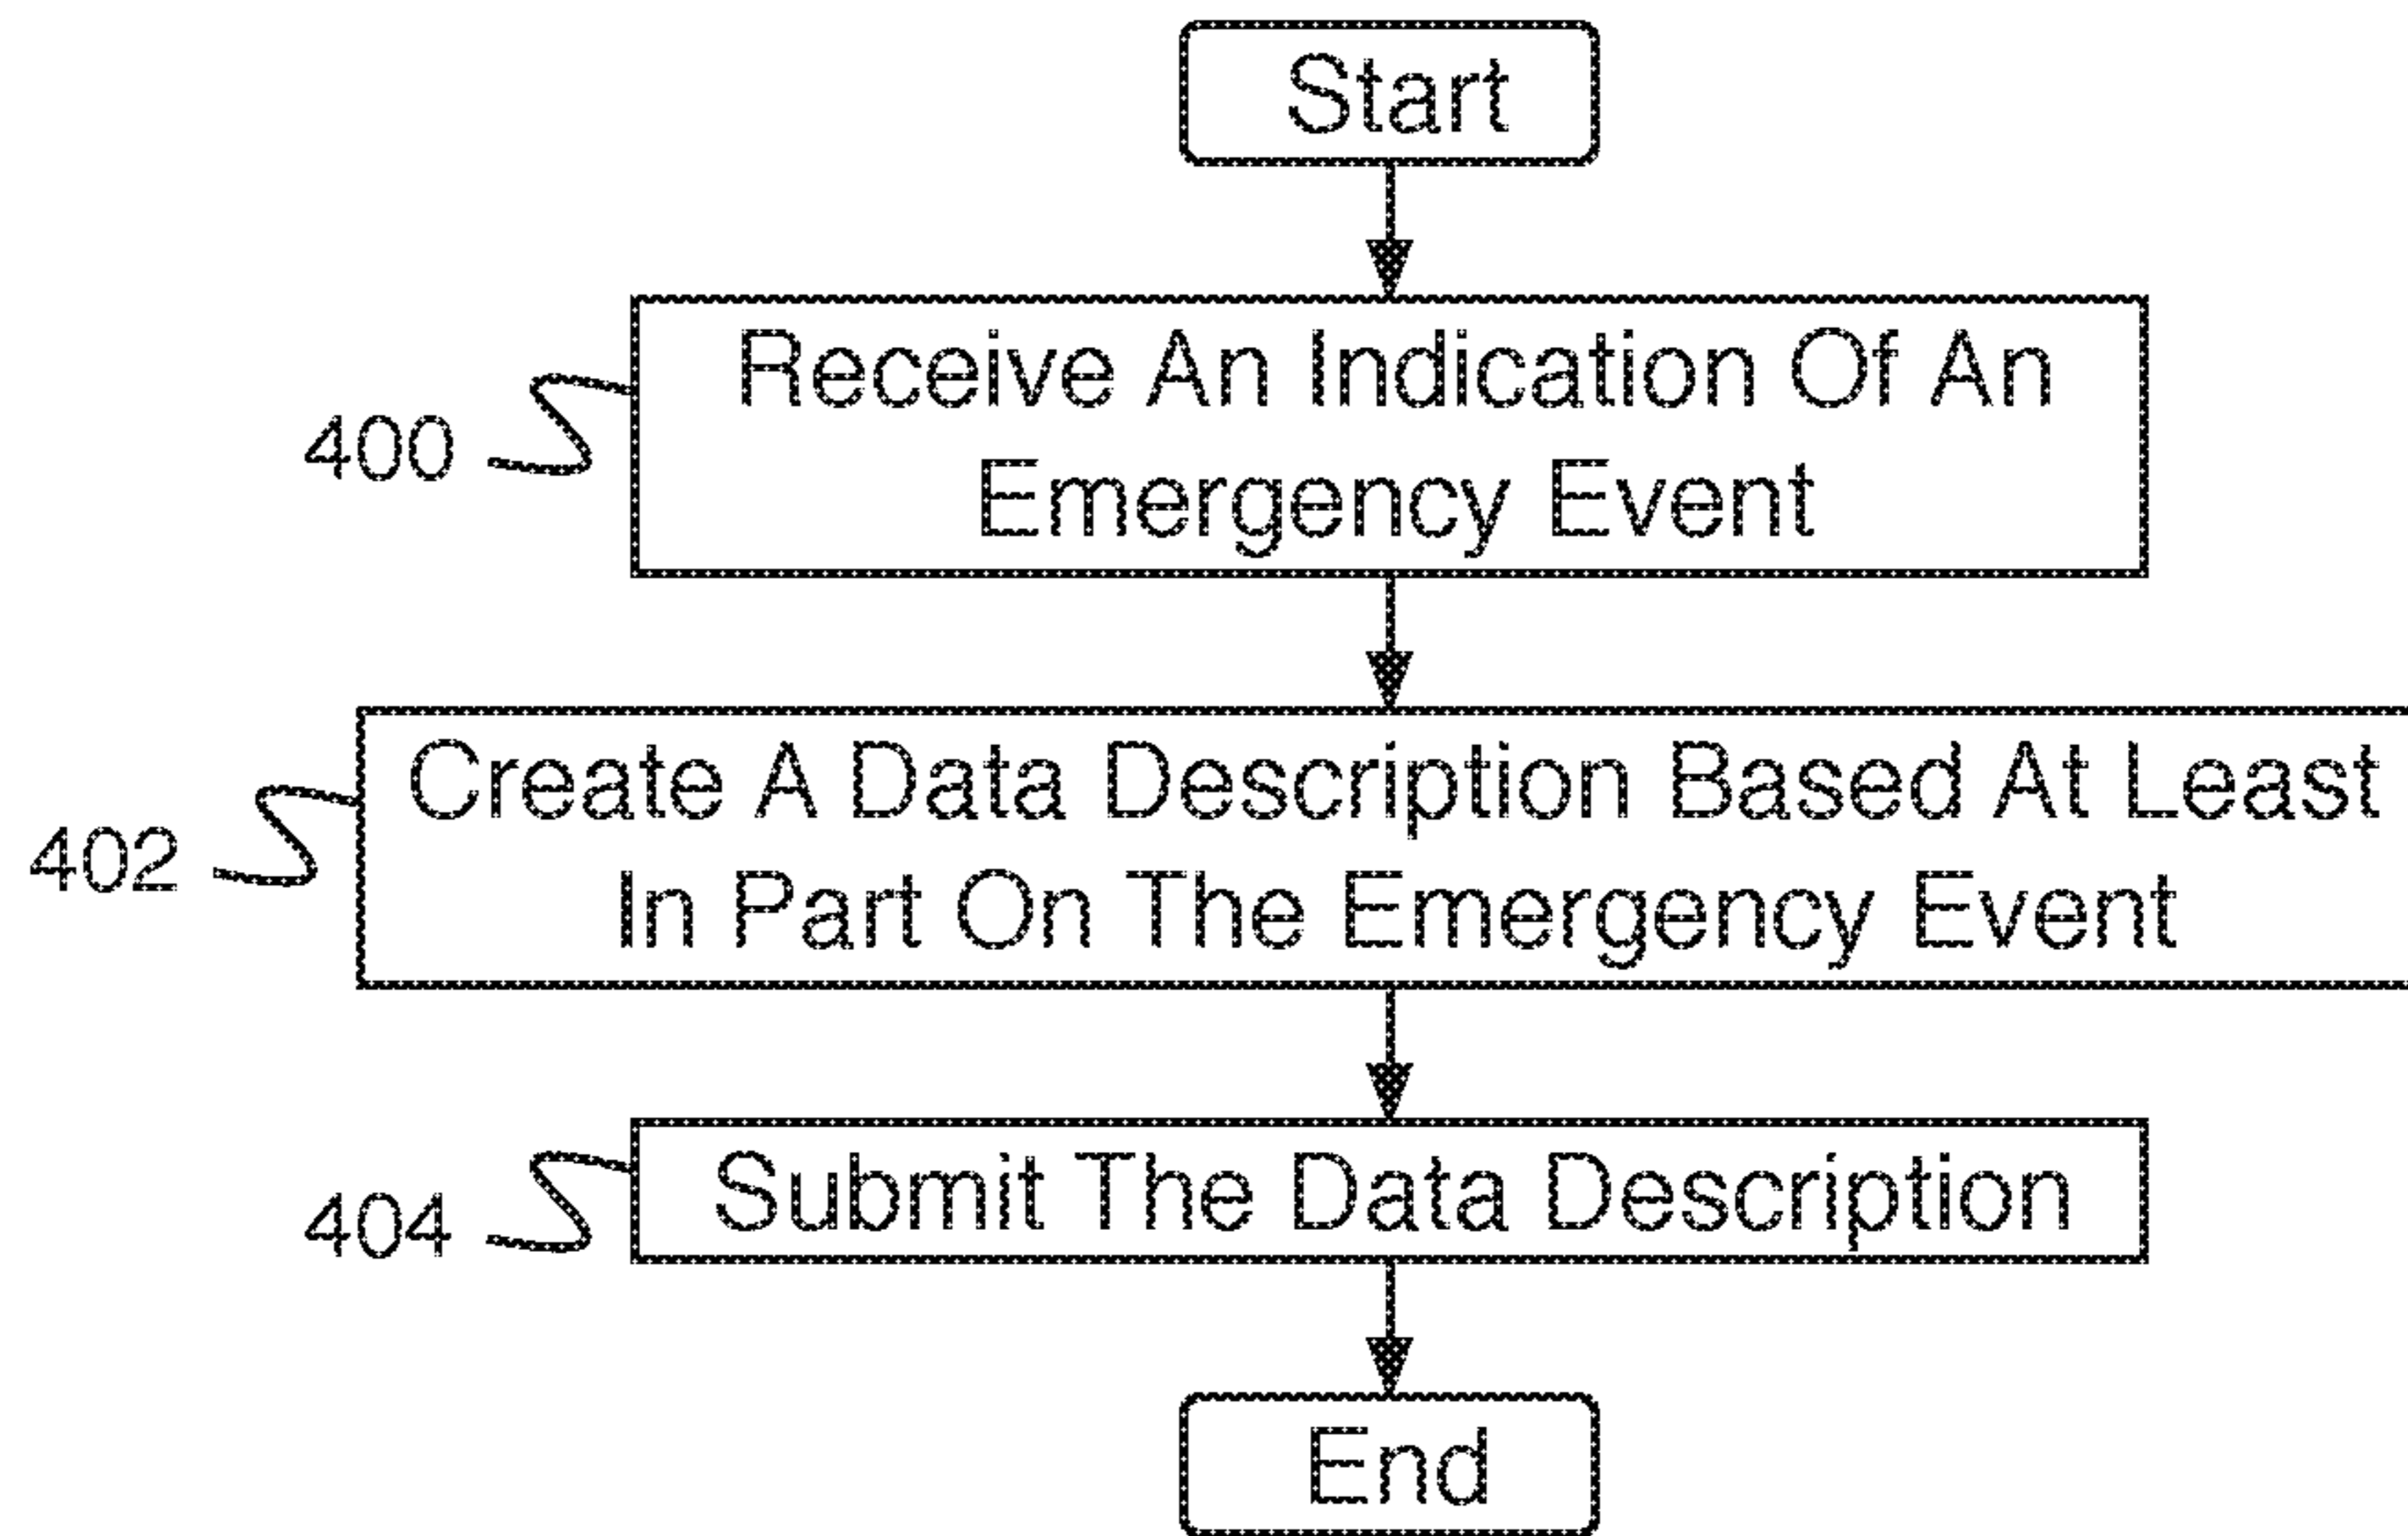 Start
Receive An Indication Of An
Emergency Event
400
Create A Data Description Based At Least
In Part On The Emergency Event
402
Submit The Data Description
404
End